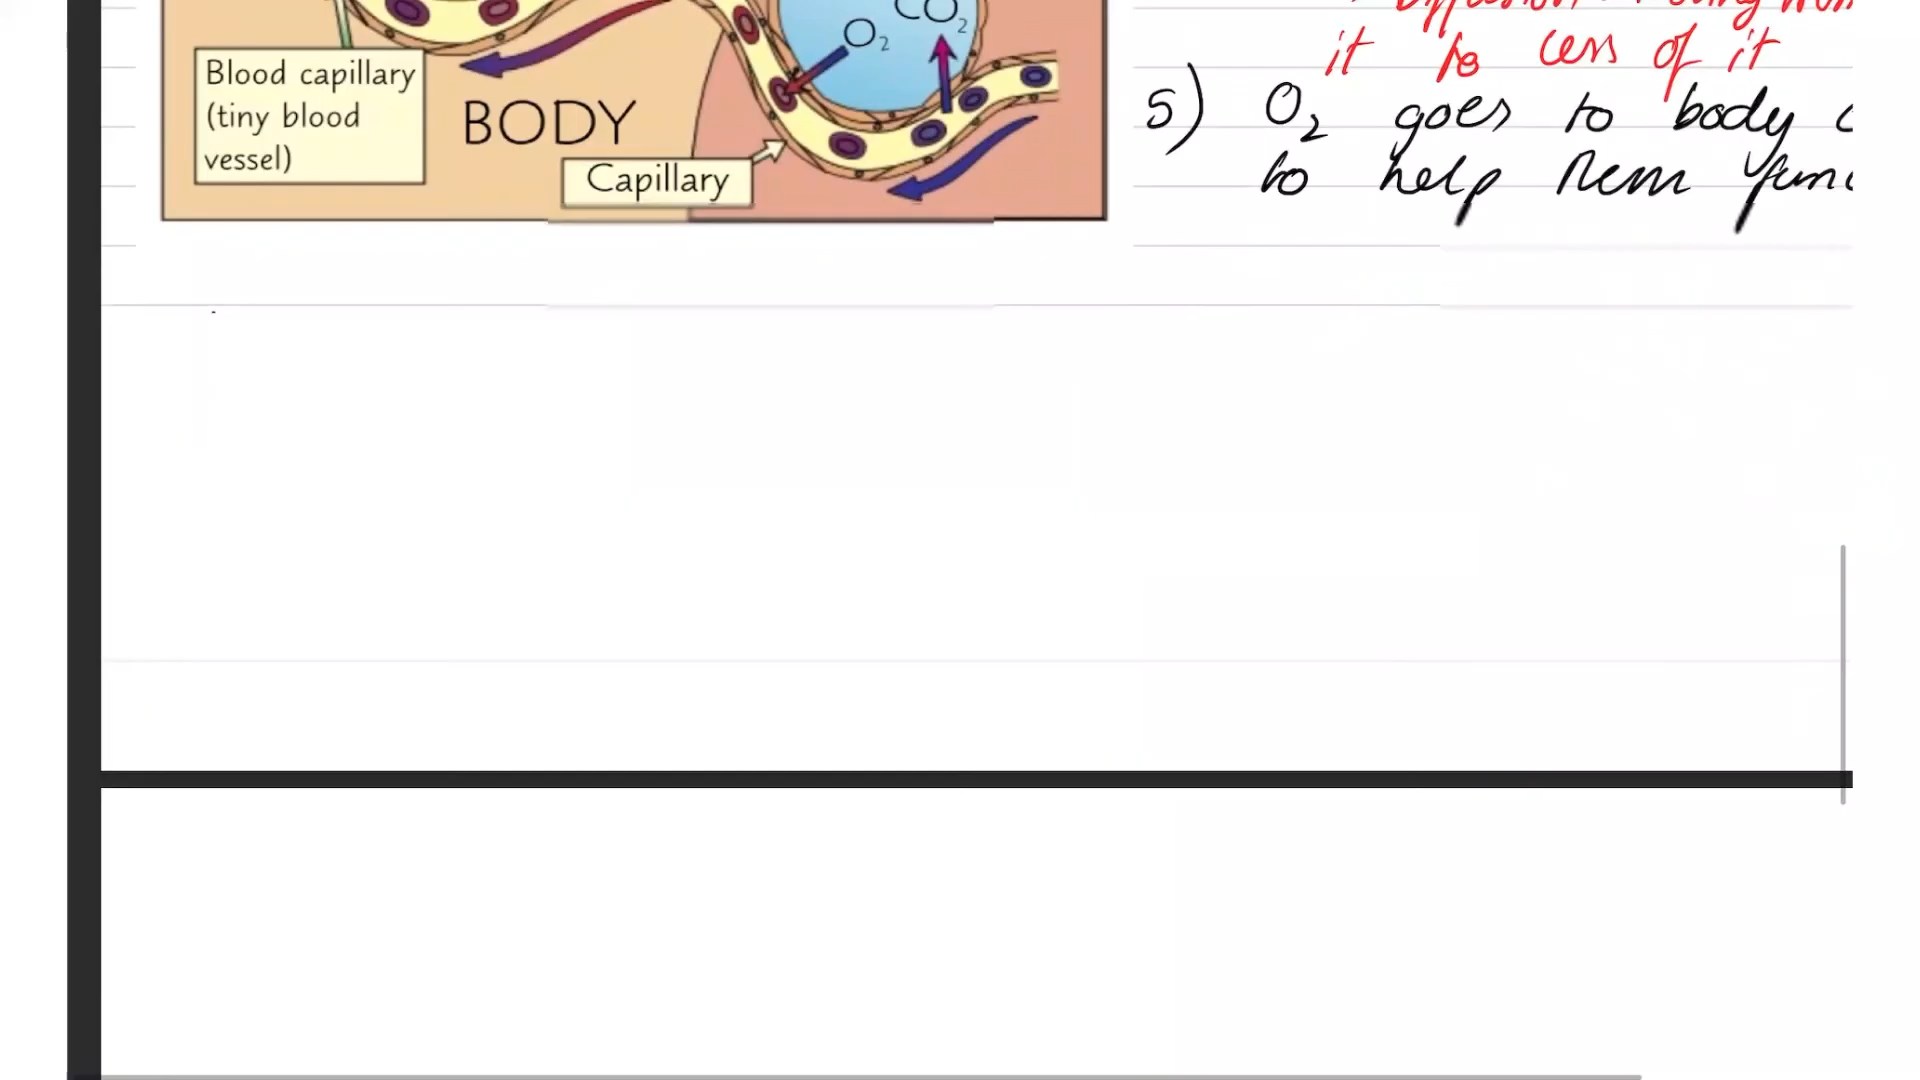 O₂
CO₂
Blood capillary
(tiny blood
vessel)
BODY
Capillary
it to less of it
5) O₂ goes to body
to help them